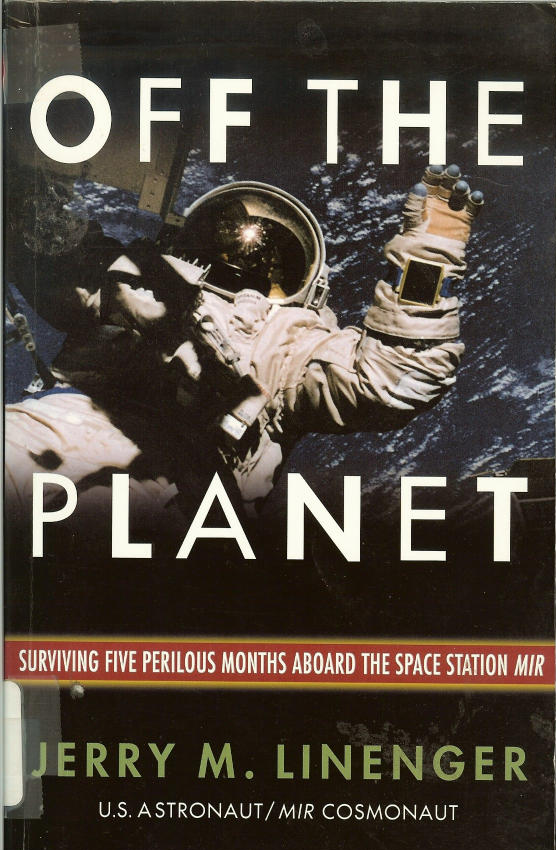 OFF THE
PLANET
SURVIVING FIVE PERILOUS MONTHS ABOARD THE SPACE STATION MIR
JERRY M. LINENGER
U.S. ASTRONAUT/MIR COSMONAUT